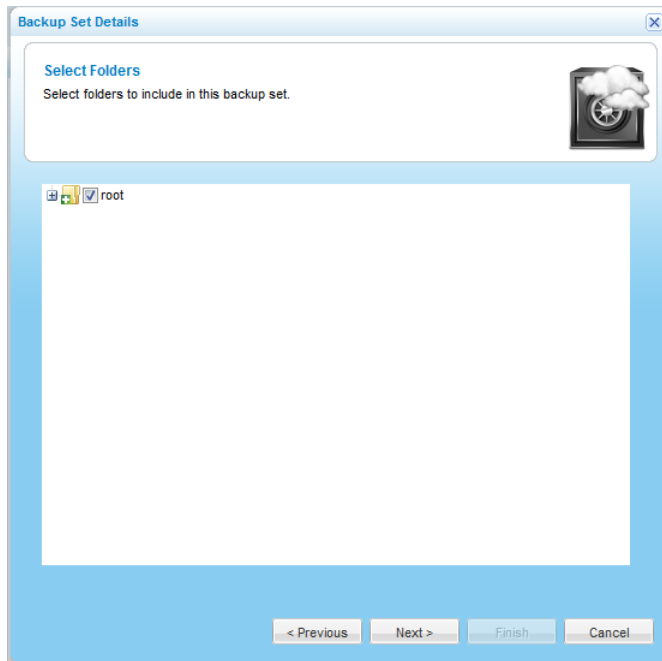 Backup Set Details
Select Folders
Select folders to include in this backup set.
root
< Previous Next > Finish Cancel